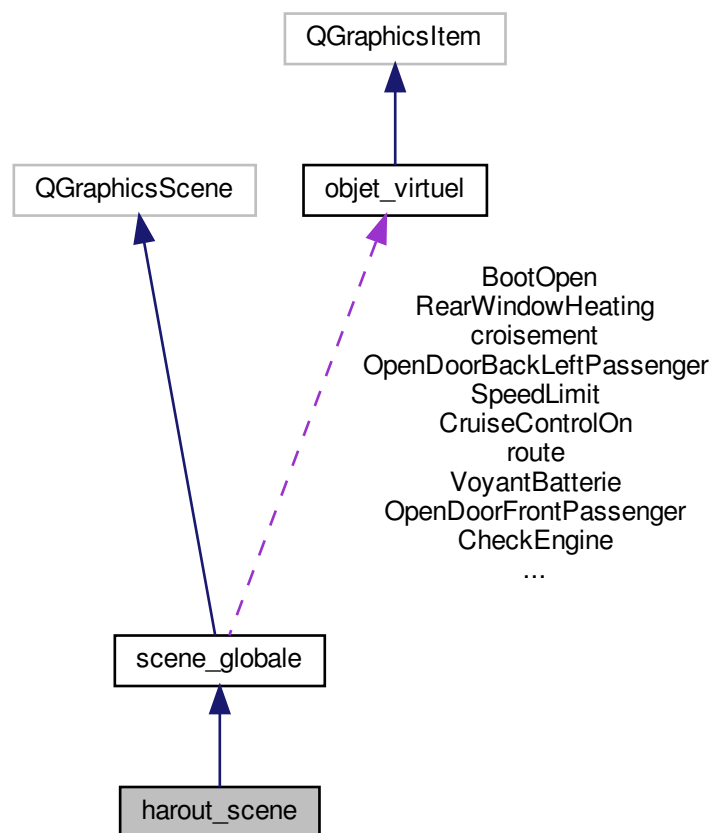 QGraphicsItem
QGraphicsScene
objet_virtuel
BootOpen
RearWindowHeating
croisement
OpenDoorBackLeftPassenger
SpeedLimit
CruiseControlOn
route
VoyantBatterie
OpenDoorFrontPassenger
CheckEngine
...
scene_globale
harout_scene